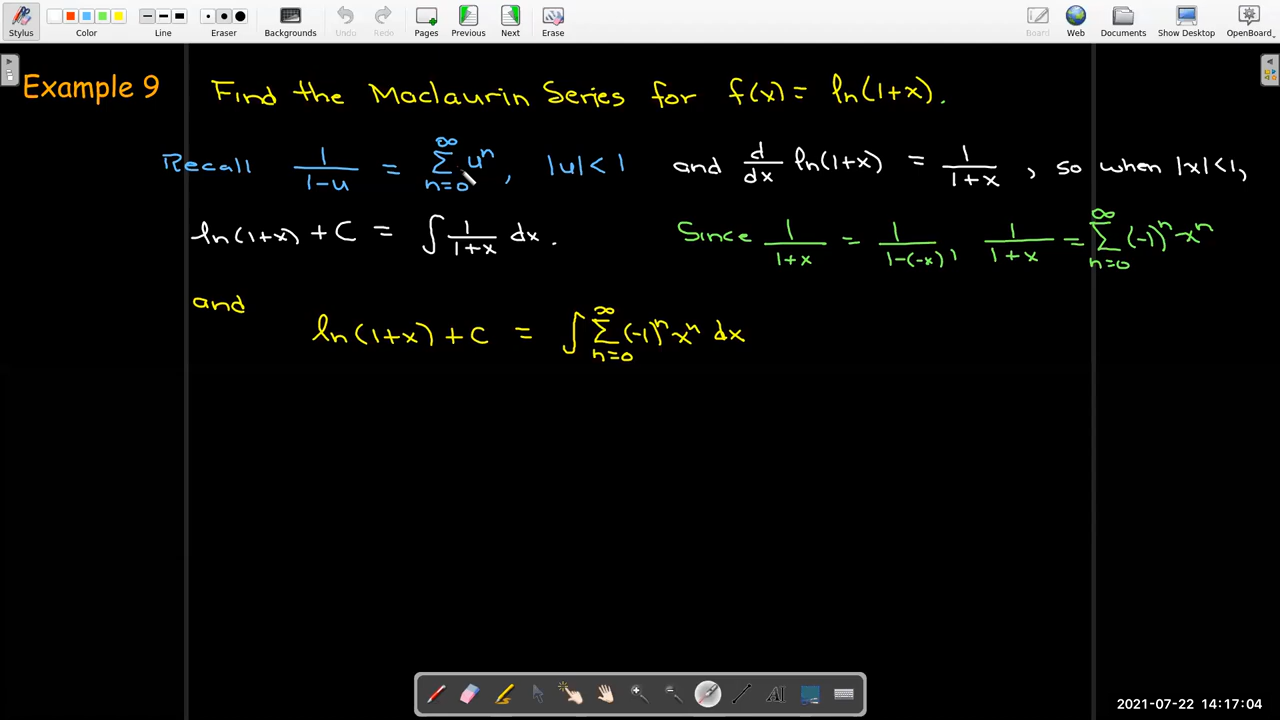 Stylus Color Line Eraser Backgrounds Undo Redo Pages Previous Next Erase Board Web Documents Show Desktop OpenBoard
Example 9 Find the Maclaurin Series for f(x) = ln(1+x).
Recall 1/(1-u) = ∑_{n=0}^{∞} u^n, |u| < 1 and d/dx ln(1+x) = 1/(1+x), so when |x|<1,
ln(1+x) + C = ∫ 1/(1+x) dx. Since 1/(1+x) = 1/(1-(-x)), 1/(1+x) = ∑_{n=0}^{∞} (-1)^n x^n
and
ln(1+x) + C = ∫ ∑_{n=0}^{∞} (-1)^n x^n dx
AI
2021-07-22 14:17:04